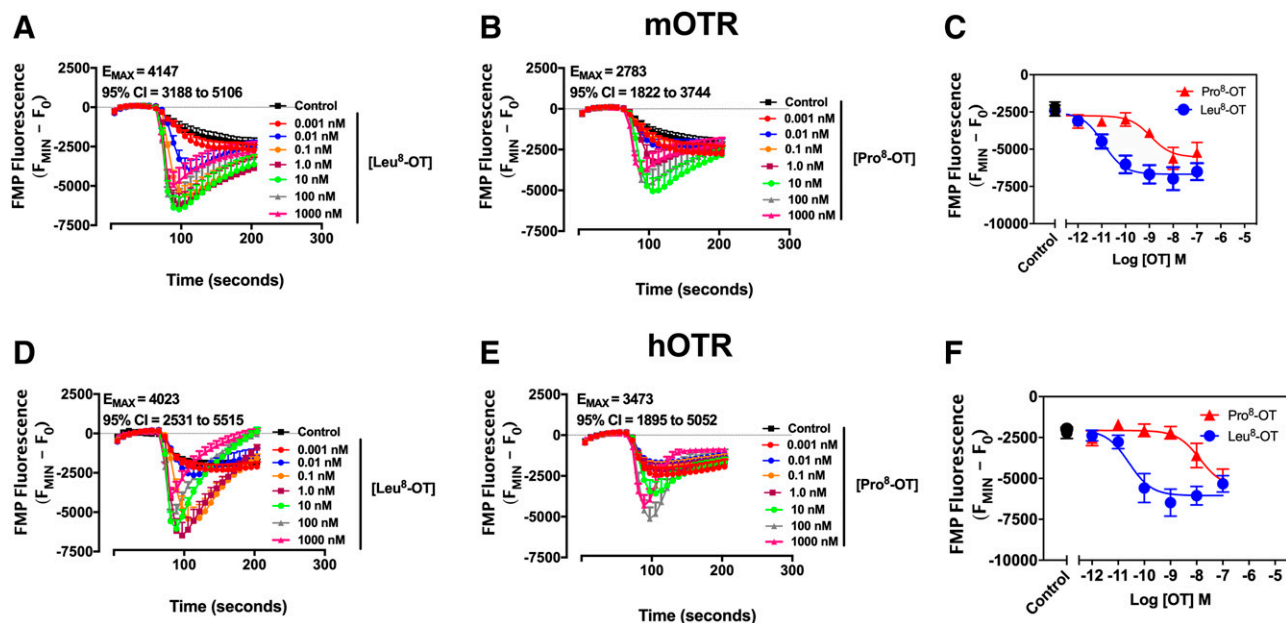 mOTR
A
FMP Fluorescence
(FMIN – F0)
EMAX = 4147
95% CI = 3188 to 5106
2500
0
-2500
-5000
-7500
100
200
300
Time (seconds)
Control
0.001 nM
0.01 nM
0.1 nM
1.0 nM
10 nM
100 nM
1000 nM
[Leu8-OT]
B
FMP Fluorescence
(FMIN – F0)
EMAX = 2783
95% CI = 1822 to 3744
2500
0
-2500
-5000
-7500
100
200
300
Time (seconds)
Control
0.001 nM
0.01 nM
0.1 nM
1.0 nM
10 nM
100 nM
1000 nM
[Pro8-OT]
C
FMP Fluorescence
(FMIN – F0)
0
-2500
-5000
-7500
-10000
Pro8-OT
Leu8-OT
Control
-12 -11 -10 -9 -8 -7 -6 -5
Log [OT] M
hOTR
D
FMP Fluorescence
(FMIN – F0)
EMAX = 4023
95% CI = 2531 to 5515
2500
0
-2500
-5000
-7500
100
200
300
Time (seconds)
Control
0.001 nM
0.01 nM
0.1 nM
1.0 nM
10 nM
100 nM
1000 nM
[Leu8-OT]
E
FMP Fluorescence
(FMIN – F0)
EMAX = 3473
95% CI = 1895 to 5052
2500
0
-2500
-5000
-7500
100
200
300
Time (seconds)
Control
0.001 nM
0.01 nM
0.1 nM
1.0 nM
10 nM
100 nM
1000 nM
[Pro8-OT]
F
FMP Fluorescence
(FMIN – F0)
0
-2500
-5000
-7500
-10000
Pro8-OT
Leu8-OT
Control
-12 -11 -10 -9 -8 -7 -6 -5
Log [OT] M